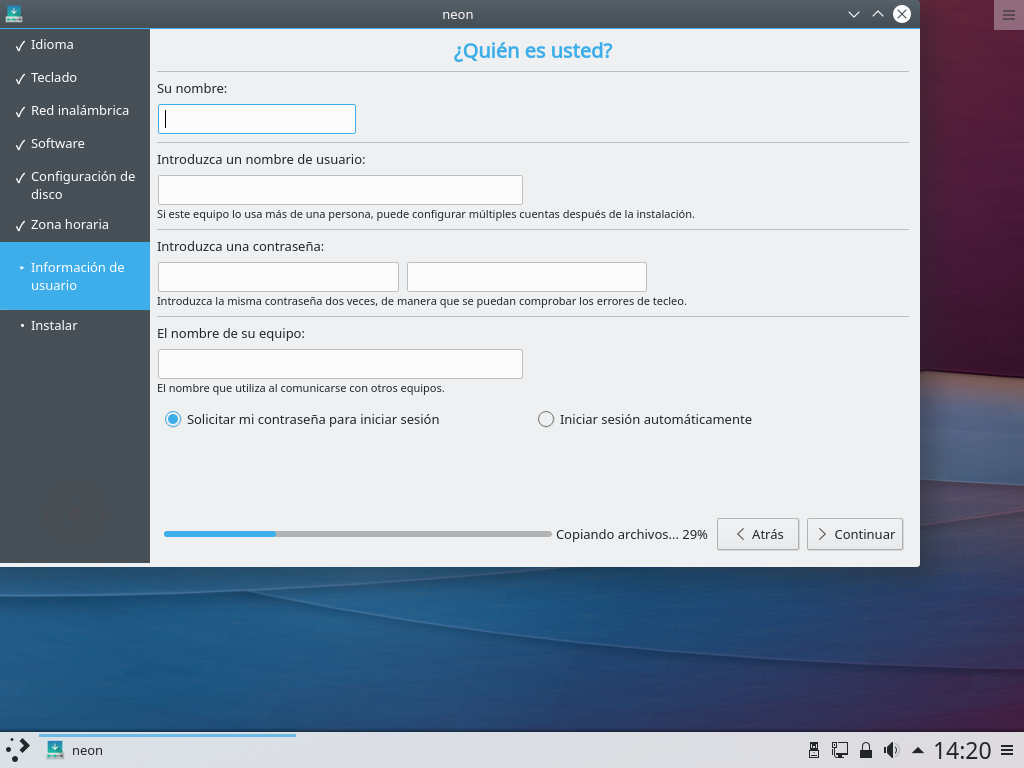 neon
Idioma
Teclado
Red inalámbrica
Software
Configuración de
disco
Zona horaria
Información de
usuario
Instalar
¿Quién es usted?
Su nombre:
Introduzca un nombre de usuario:
Si este equipo lo usa más de una persona, puede configurar múltiples cuentas después de la instalación.
Introduzca una contraseña:
Introduzca la misma contraseña dos veces, de manera que se puedan comprobar los errores de tecleo.
El nombre de su equipo:
El nombre que utiliza al comunicarse con otros equipos.
Solicitar mi contraseña para iniciar sesión
Iniciar sesión automáticamente
Copiando archivos... 29%
Atrás
Continuar
neon
14:20